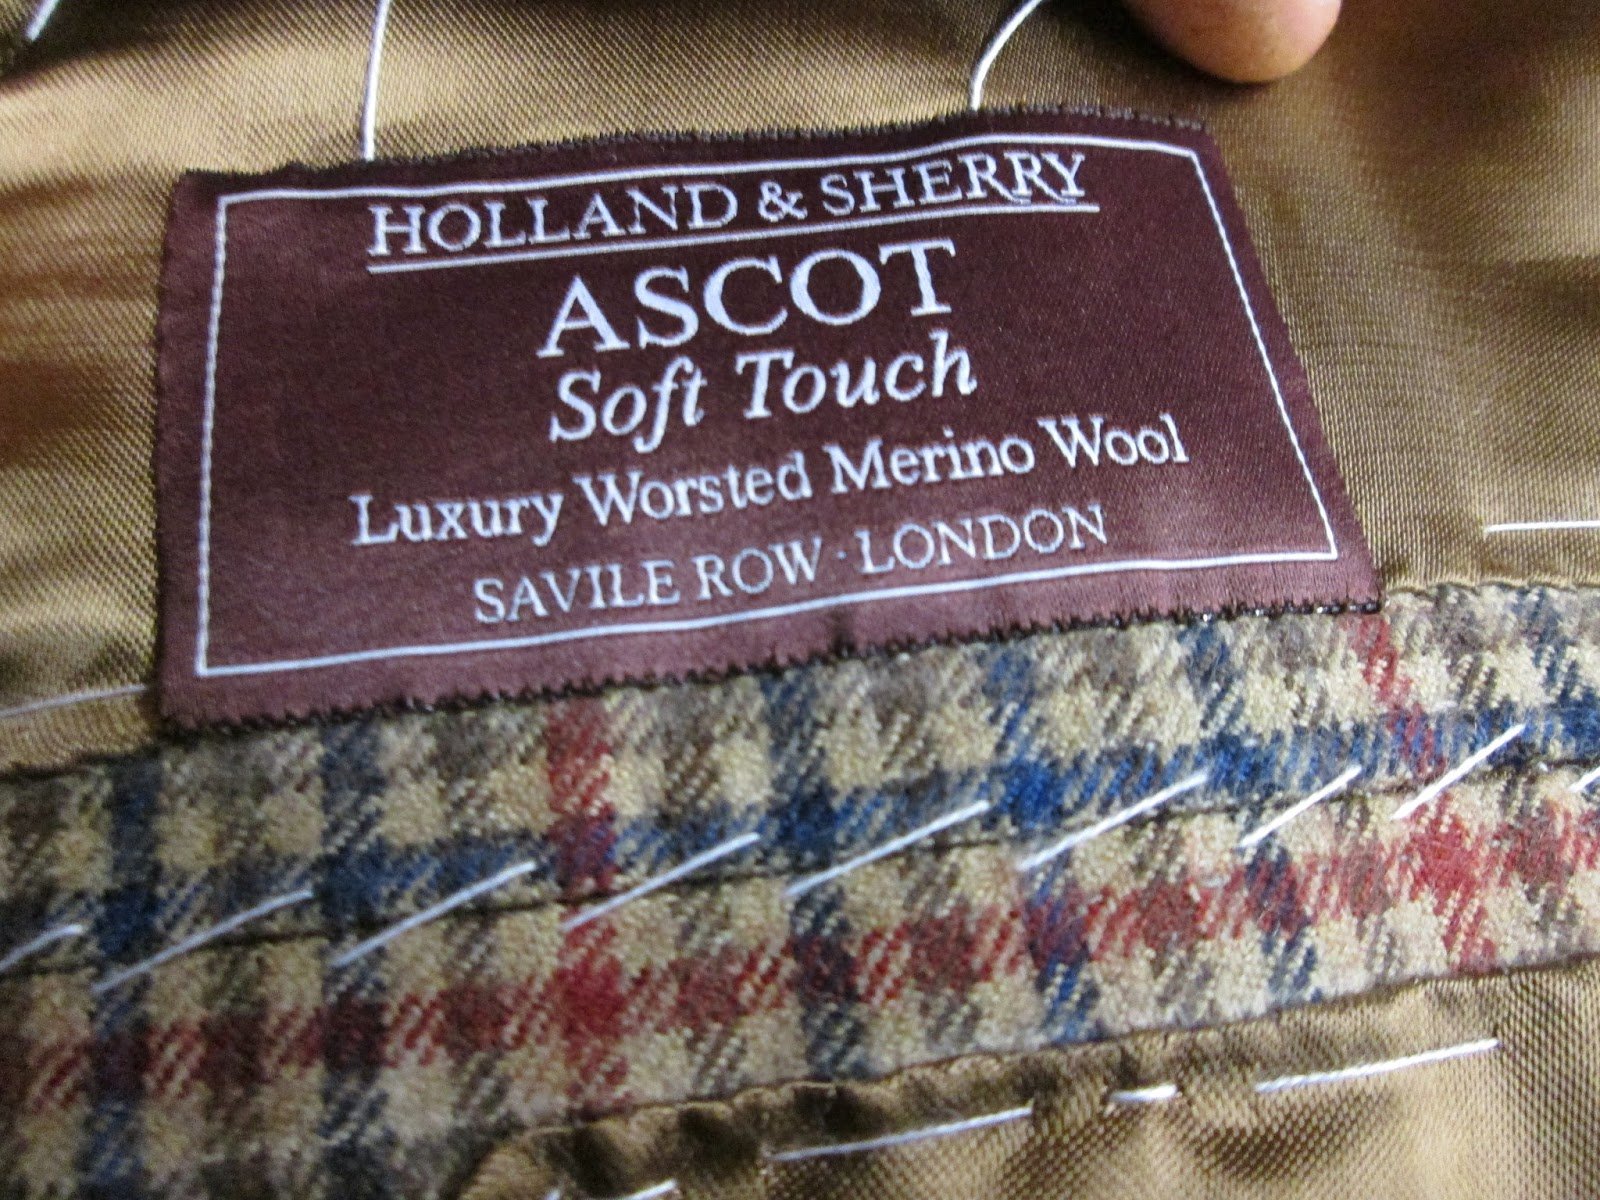 HOLLAND & SHERRY
ASCOT
Soft Touch
Luxury Worsted Merino Wool
SAVILE ROW · LONDON